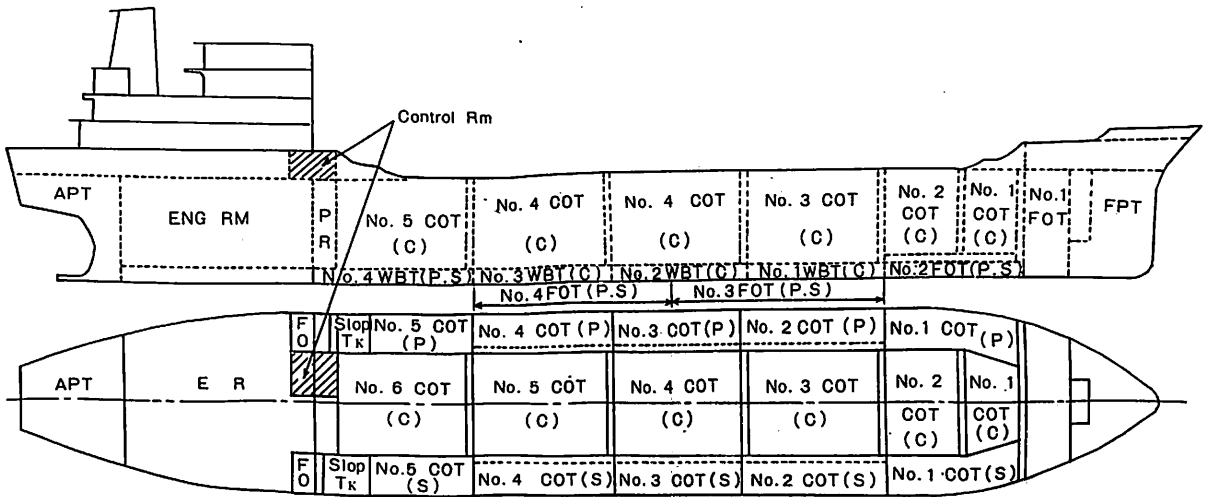 Control Rm
APT
ENG RM
P
R
No. 5 COT
(C)
No. 4 COT
(C)
No. 4 COT
(C)
No. 3 COT
(C)
No. 2
COT
(C)
No. 1
COT
(C)
No.1
FOT
FPT
No. 4 WBT(P.S)
No. 3 WBT(C)
No. 2 WBT(C)
No. 1WBT(C)
No. 2 FOT(P.S)
No. 4 FOT(P.S)
No. 3 FOT(P.S)
F
O
Slop
TK
No. 5 COT
(P)
No. 4 COT (P)
No. 3 COT(P)
No. 2 COT (P)
No. 1 COT
(P)
APT
E R
No. 6 COT
(C)
No. 5 COT
(C)
No. 4 COT
(C)
No. 3 COT
(C)
No. 2
COT
(C)
No. 1
COT
(C)
F
O
Slop
TK
No.5 COT
(S)
No. 4 COT(S)
No. 3 COT(S)
No. 2 COT(S)
No. 1 COT(S)